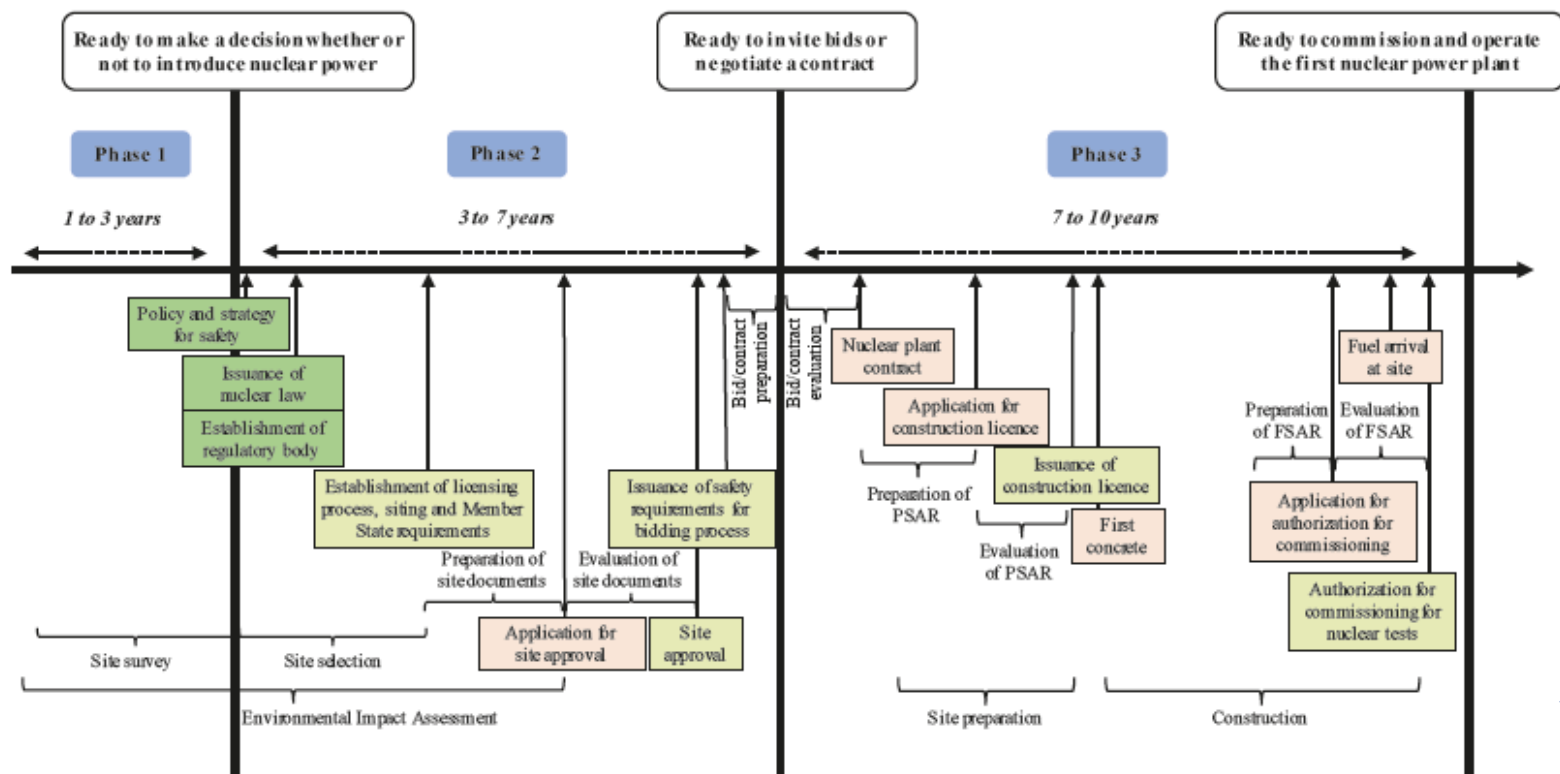 Ready to make a decision whether or
not to introduce nuclear power
Ready to invite bids or
negotiate a contract
Ready to commission and operate
the first nuclear power plant
Phase 1
Phase 2
Phase 3
1 to 3 years
3 to 7 years
7 to 10 years
Policy and strategy
for safety
Issuance of
nuclear law
Establishment of
regulatory body
Establishment of licensing
process, siting and Member
State requirements
Issuance of safety
requirements for
bidding process
Bid/contract
preparation
Bid/contract
evaluation
Nuclear plant
contract
Application for
construction licence
Preparation of
PSAR
Issuance of
construction licence
Evaluation
of PSAR
First
concrete
Fuel arrival
at site
Preparation
of FSAR
Evaluation
of FSAR
Application for
authorization for
commissioning
Authorization for
commissioning for
nuclear tests
Preparation of
site documents
Evaluation of
site documents
Application for
site approval
Site
approval
Site survey
Site selection
Environmental Impact Assessment
Site preparation
Construction